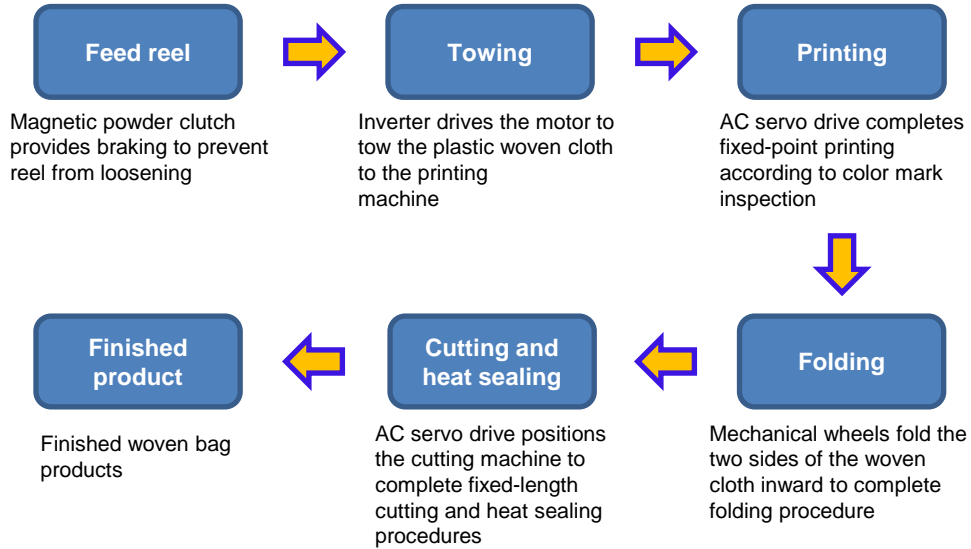 Feed reel
Magnetic powder clutch
provides braking to prevent
reel from loosening
Towing
Inverter drives the motor to
tow the plastic woven cloth
to the printing
machine
Printing
AC servo drive completes
fixed-point printing
according to color mark
inspection
Folding
Mechanical wheels fold the
two sides of the woven
cloth inward to complete
folding procedure
Cutting and
heat sealing
AC servo drive positions
the cutting machine to
complete fixed-length
cutting and heat sealing
procedures
Finished
product
Finished woven bag
products